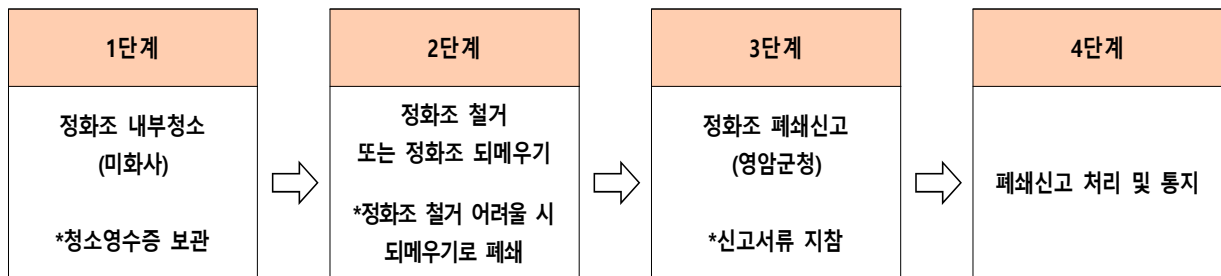 1단계
정화조 내부청소
(미화사)
*청소영수증 보관
2단계
정화조 철거
또는 정화조 되메우기
*정화조 철거 어려울 시
되메우기로 폐쇄
3단계
정화조 폐쇄신고
(영암군청)
*신고서류 지참
4단계
폐쇄신고 처리 및 통지